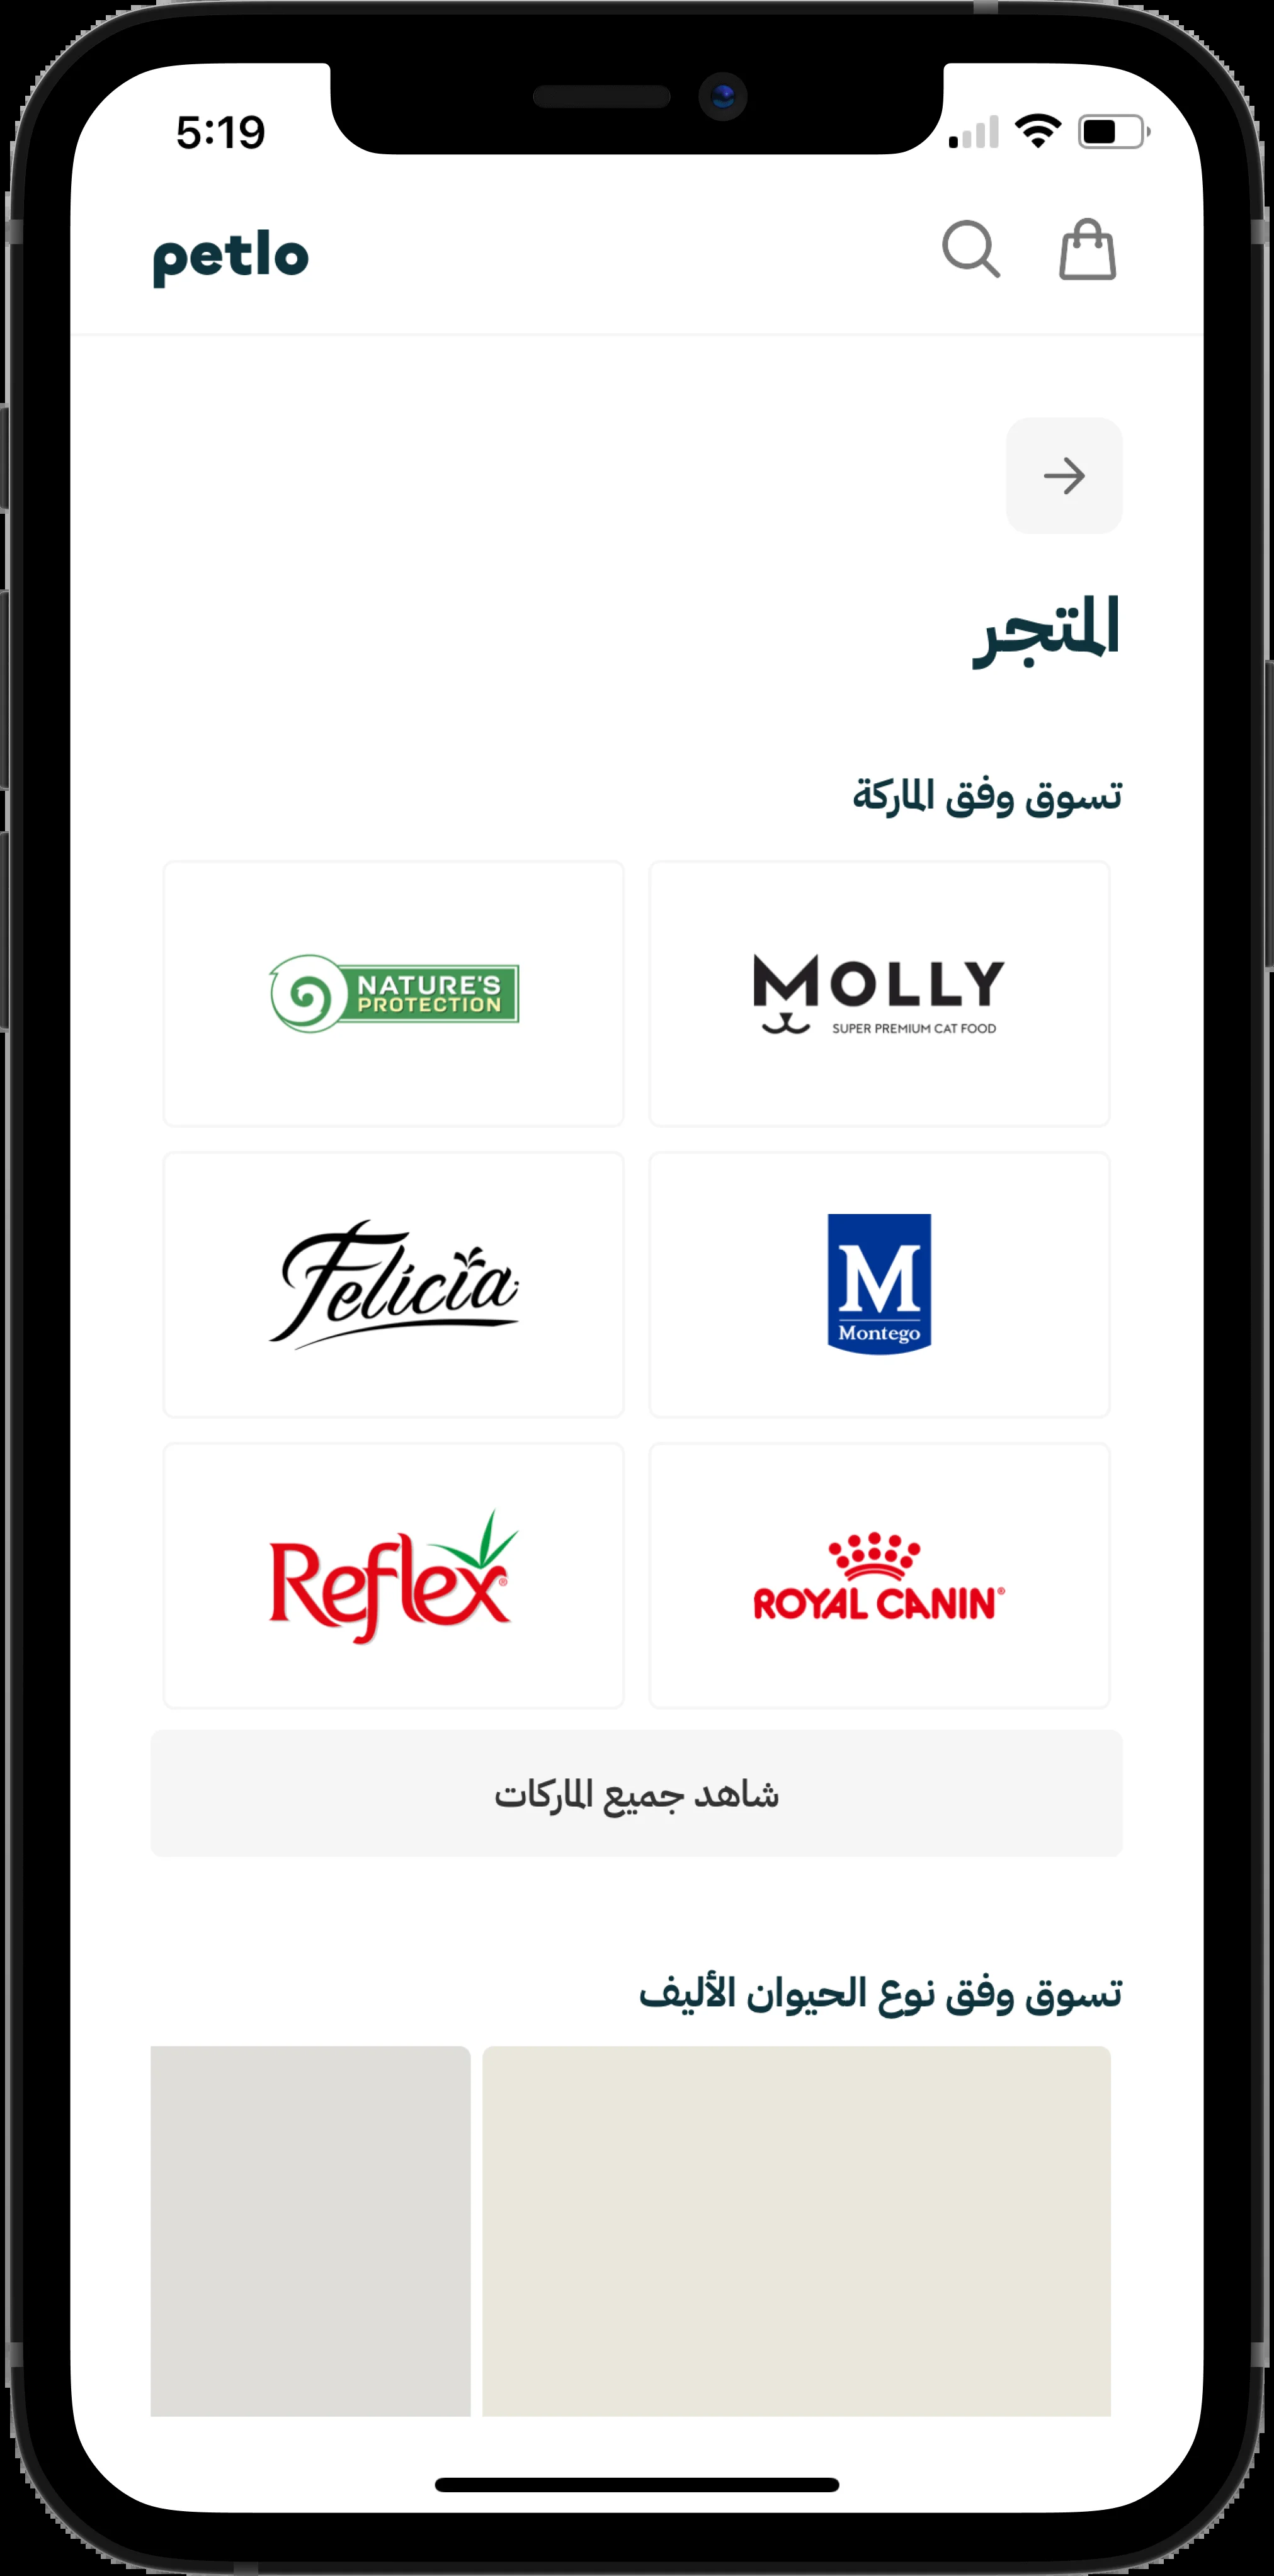 5:19
petlo
المتجر
تسوق وفق الماركة
MOLLY
SUPER PREMIUM CAT FOOD
NATURE'S
PROTECTION
M
Montego
Felicia
ROYAL CANIN®
Reflex®
شاهد جميع الماركات
تسوق وفق نوع الحيوان الأليف